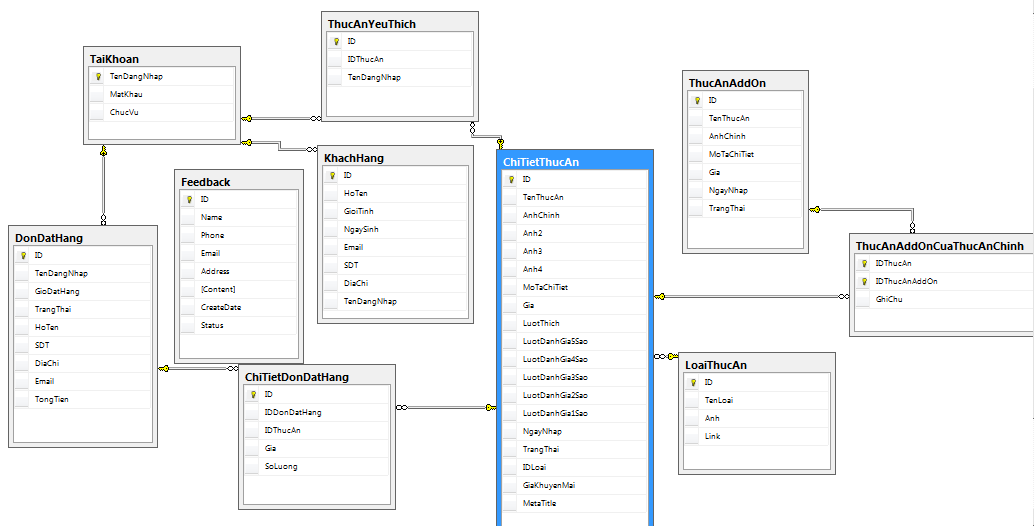 ThucAnYeuThich
ID
IDThucAn
TenDangNhap
TaiKhoan
TenDangNhap
MatKhau
ChucVu
ThucAnAddOn
ID
TenThucAn
AnhChinh
MoTaChiTiet
Gia
NgayNhap
TrangThai
KhachHang
ID
HoTen
GioiTinh
NgaySinh
Email
SDT
DiaChi
TenDangNhap
ChiTietThucAn
ID
TenThucAn
AnhChinh
Anh2
Anh3
Anh4
MoTaChiTiet
Gia
LuotThich
LuotDanhGia5Sao
LuotDanhGia4Sao
LuotDanhGia3Sao
LuotDanhGia2Sao
LuotDanhGia1Sao
NgayNhap
TrangThai
IDLoai
GiaKhuyenMai
MetaTitle
Feedback
ID
Name
Phone
Email
Address
[Content]
CreateDate
Status
DonDatHang
ID
TenDangNhap
GioDatHang
TrangThai
HoTen
SDT
DiaChi
Email
TongTien
ThucAnAddOnCuaThucAnChinh
IDThucAn
IDThucAnAddOn
GhiChu
LoaiThucAn
ID
TenLoai
Anh
Link
ChiTietDonDatHang
ID
IDDonDatHang
IDThucAn
Gia
SoLuong